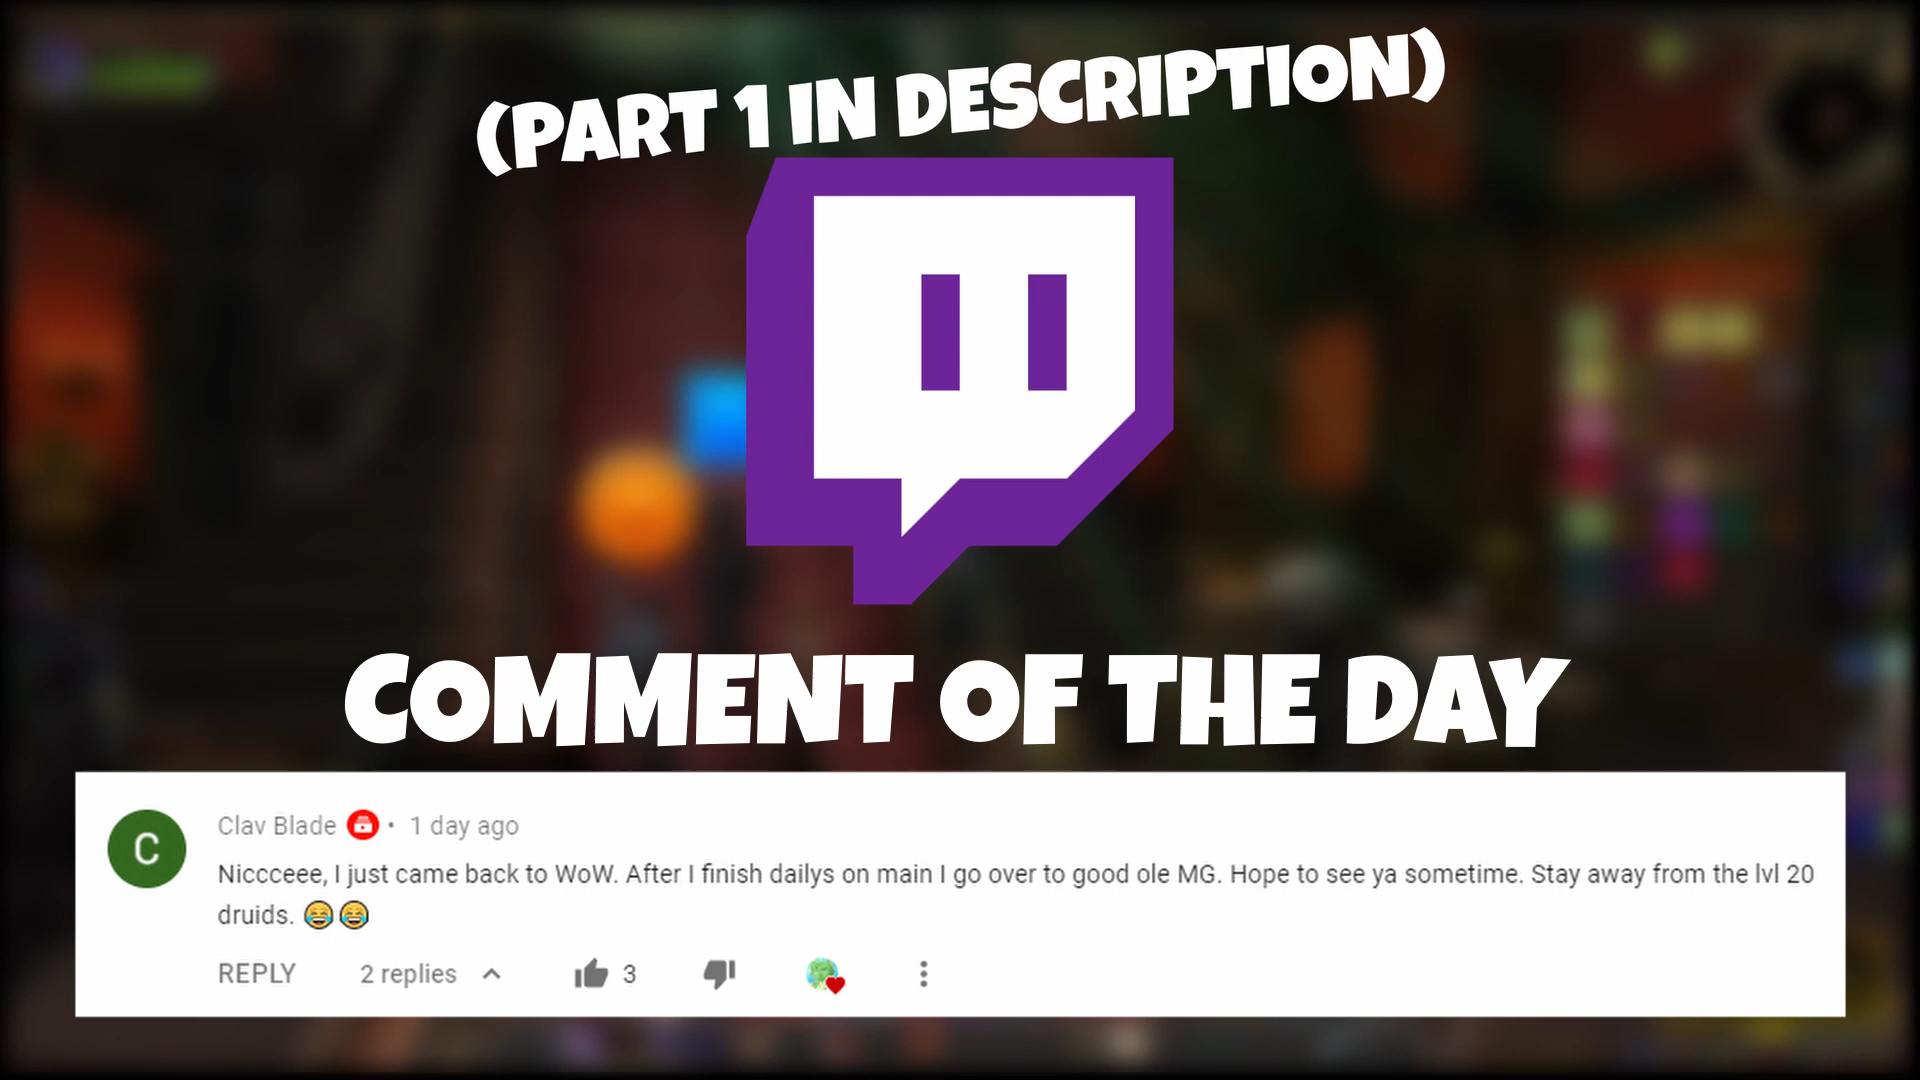 (PART 1 IN DESCRIPTION)
COMMENT OF THE DAY
C
Clav Blade • 1 day ago
Niccceee, I just came back to WoW. After I finish dailys on main I go over to good ole MG. Hope to see ya sometime. Stay away from the lvl 20
druids. 😂😂
REPLY 2 replies 3